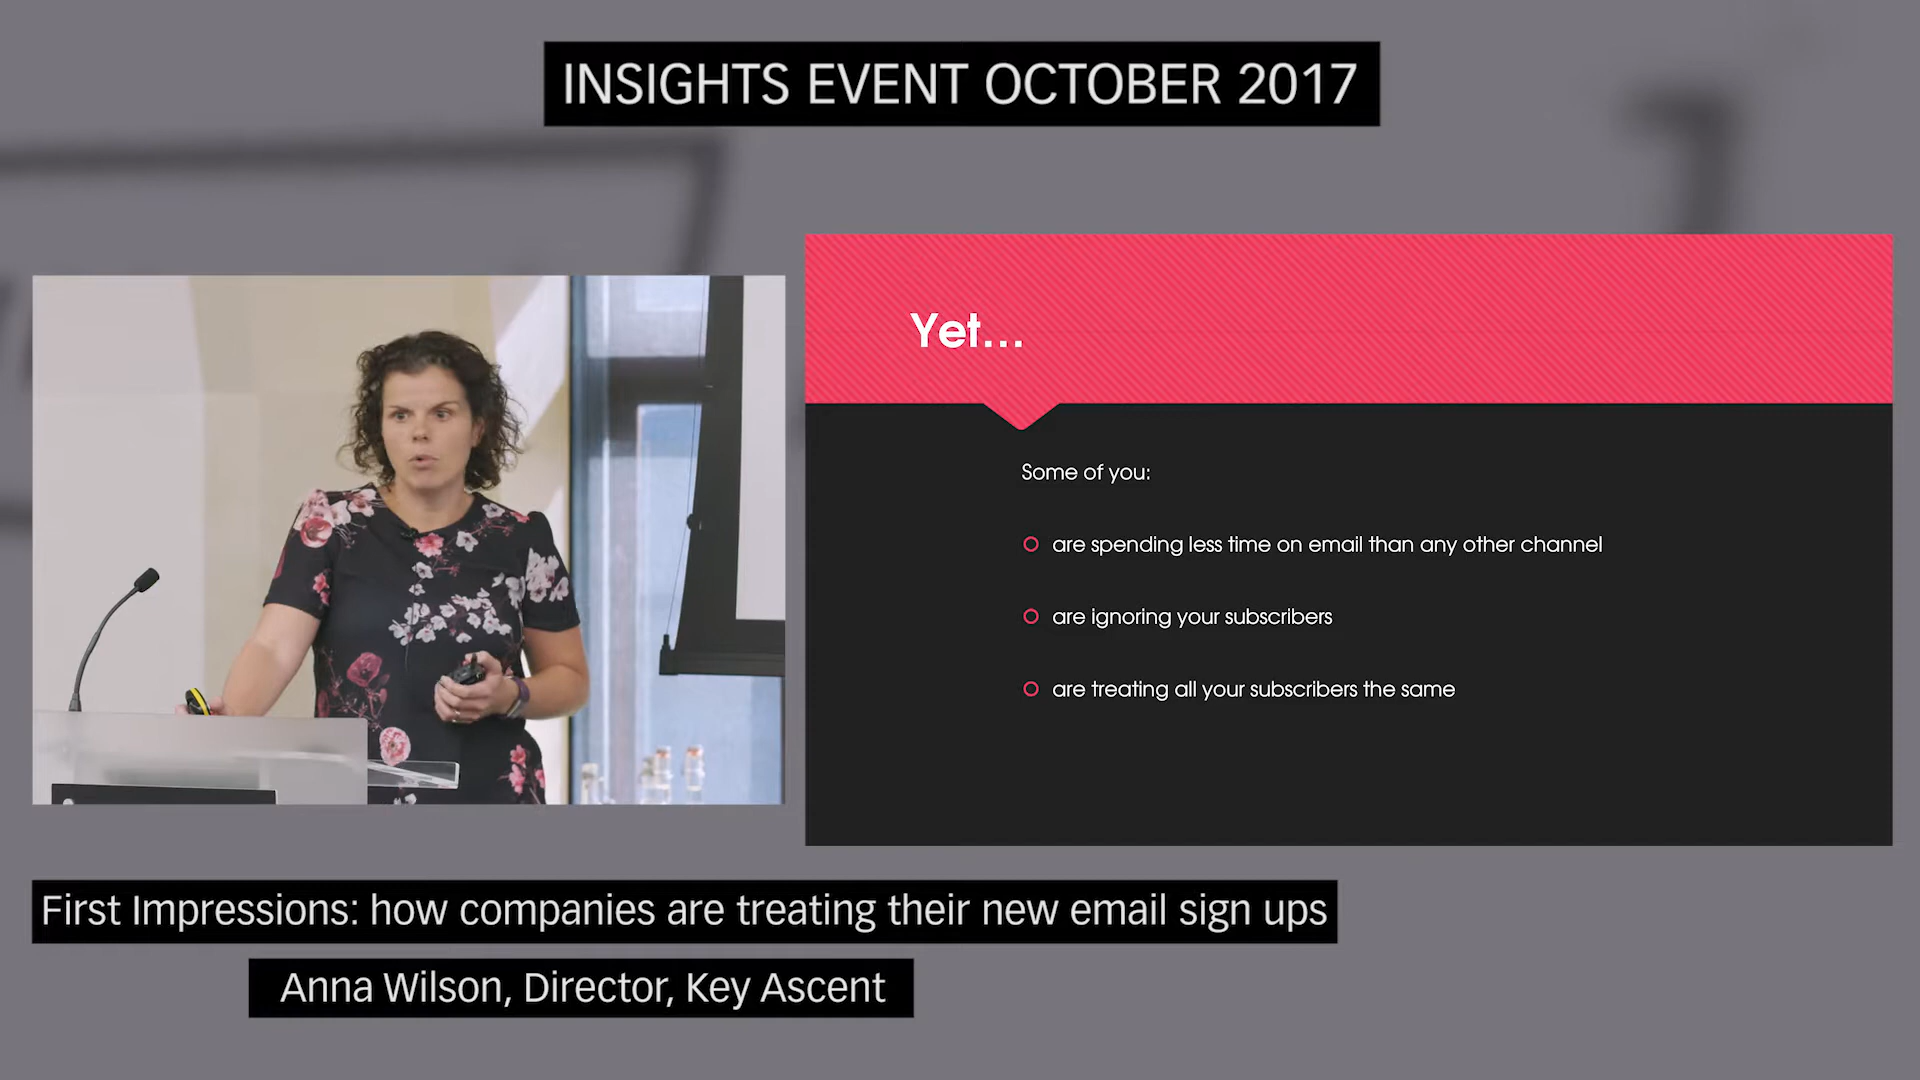 INSIGHTS EVENT OCTOBER 2017
Yet...
Some of you:
are spending less time on email than any other channel
are ignoring your subscribers
are treating all your subscribers the same
First Impressions: how companies are treating their new email sign ups
Anna Wilson, Director, Key Ascent